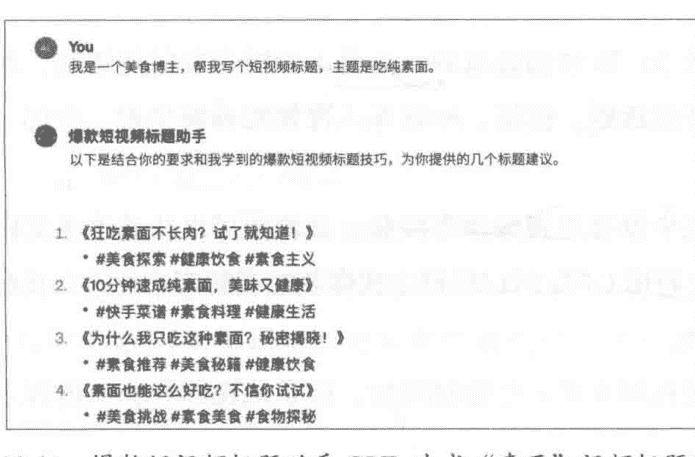 You
我是一个美食博主，帮我写个短视频标题，主题是吃纯素面。
爆款短视频标题助手
以下是结合你的要求和我学到的爆款短视频标题技巧，为你提供的几个标题建议。
1. 《狂吃素面不长肉？试了就知道！》
• #美食探索 #健康饮食 #素食主义
2. 《10分钟速成纯素面，美味又健康》
• #快手菜谱 #素食料理 #健康生活
3. 《为什么我只吃这种素面？秘密揭晓！》
• #素食推荐 #美食秘籍 #健康饮食
4. 《素面也能这么好吃？不信你试试》
• #美食挑战 #素食美食 #食物探秘